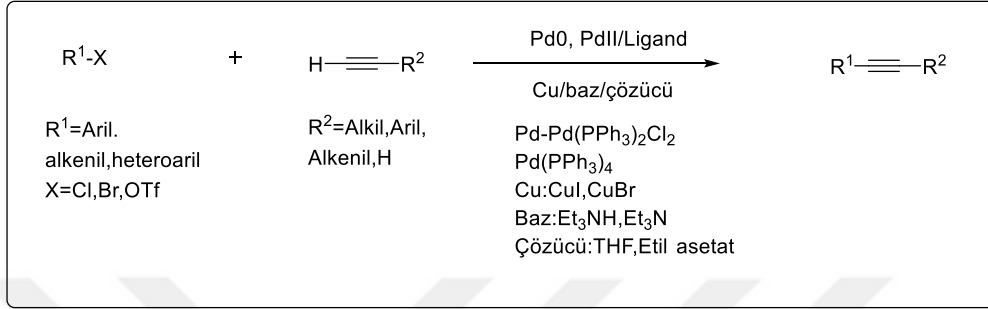 R¹-X + H-≡-R² Pd0, PdII/Ligand R¹-≡-R²
Cu/baz/çözücü
R¹=Aril.
alkenil,heteroaril
X=Cl,Br,OTf
R²=Alkil,Aril,
Alkenil,H
Pd-Pd(PPh₃)₂Cl₂
Pd(PPh₃)₄
Cu:CuI,CuBr
Baz:Et₃NH,Et₃N
Çözücü:THF,Etil asetat